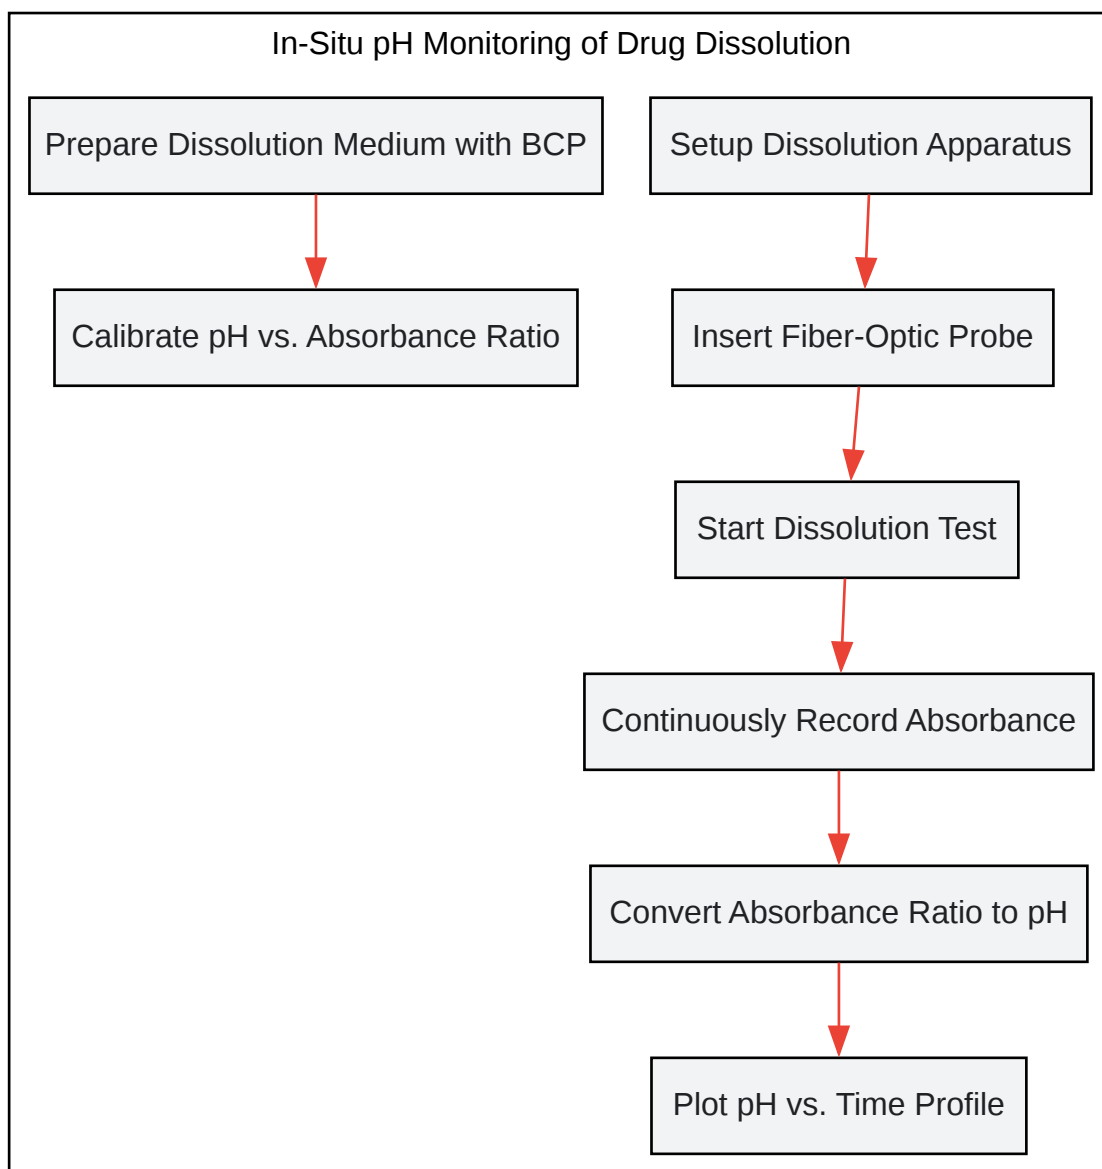 In-Situ pH Monitoring of Drug Dissolution
Prepare Dissolution Medium with BCP
Setup Dissolution Apparatus
Calibrate pH vs. Absorbance Ratio
Insert Fiber-Optic Probe
Start Dissolution Test
Continuously Record Absorbance
Convert Absorbance Ratio to pH
Plot pH vs. Time Profile